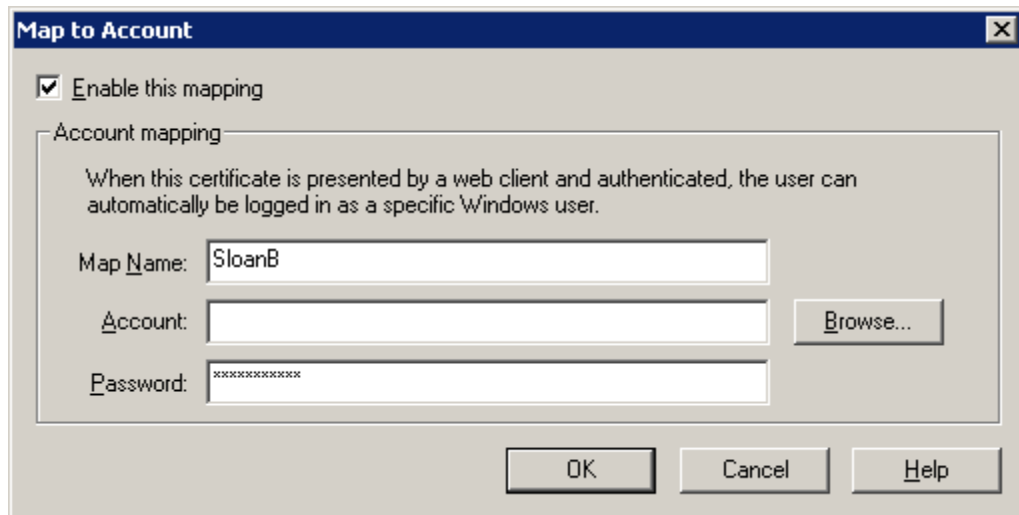 Map to Account
Enable this mapping
Account mapping
When this certificate is presented by a web client and authenticated, the user can
automatically be logged in as a specific Windows user.
Map Name: SloanB
Account: Browse...
Password: ***********
OK Cancel Help